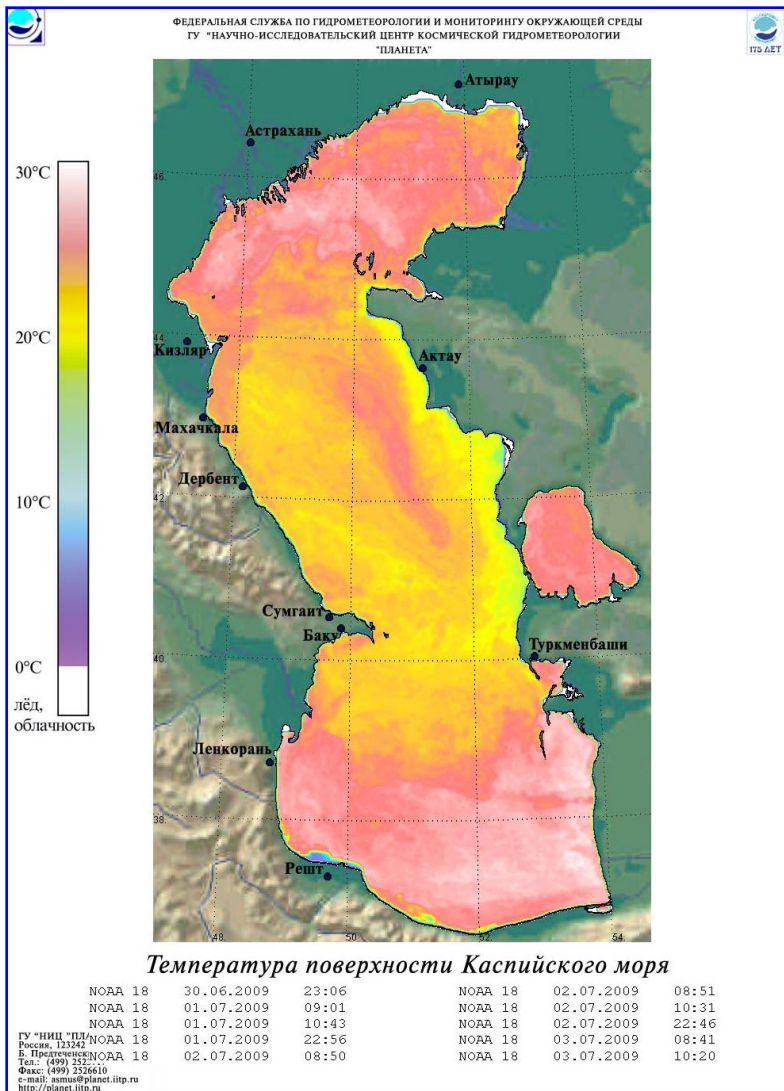 ФЕДЕРАЛЬНАЯ СЛУЖБА ПО ГИДРОМЕТЕОРОЛОГИИ И МОНИТОРИНГУ ОКРУЖАЮЩЕЙ СРЕДЫ
ГУ "НАУЧНО-ИССЛЕДОВАТЕЛЬСКИЙ ЦЕНТР КОСМИЧЕСКОЙ ГИДРОМЕТЕОРОЛОГИИ
"ПЛАНЕТА"
175 ЛЕТ
Атырау
Астрахань
30°C
46
20°C
44
Кизляр
Актау
Махачкала
Дербент
10°C
42
Сумгаит
Баку
Туркменбаши
40
0°C
лёд,
облачность
Ленкорань
38
Решт
48 50 52 54
Температура поверхности Каспийского моря
NOAA 18 30.06.2009 23:06 NOAA 18 02.07.2009 08:51
NOAA 18 01.07.2009 09:01 NOAA 18 02.07.2009 10:31
NOAA 18 01.07.2009 10:43 NOAA 18 02.07.2009 22:46
NOAA 18 01.07.2009 22:56 NOAA 18 03.07.2009 08:41
NOAA 18 02.07.2009 08:50 NOAA 18 03.07.2009 10:20
ГУ "НИЦ
Россия, 123242
Б.
Тел.: (499)
Факс: (499) 2526610
e-mail: asmus@planet.iitp.ru
http://planet.iitp.ru